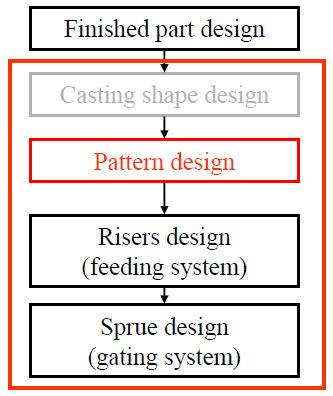 Finished part design
Casting shape design
Pattern design
Risers design
(feeding system)
Sprue design
(gating system)